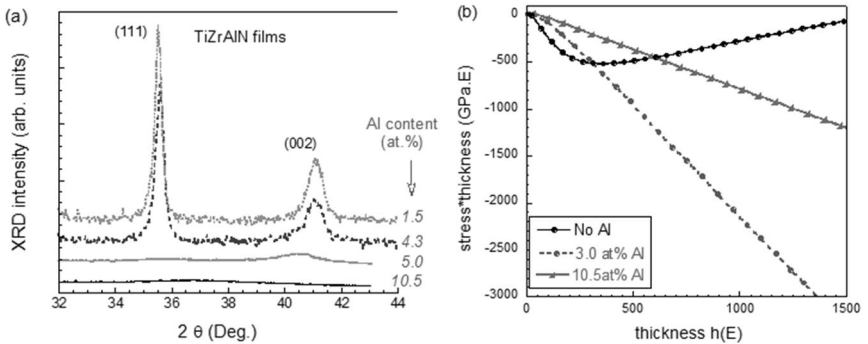 (a)
(111)
TiZrAlN films
(002)
Al content
(at.%)
1.5
4.3
5.0
10.5
XRD intensity (arb. units)
32 34 36 38 40 42 44
2 θ (Deg.)
(b)
0
-500
-1000
-1500
-2000
-2500
-3000
stress*thickness (GPa.E)
No Al
3.0 at% Al
10.5at% Al
0 500 1000 1500
thickness h(E)